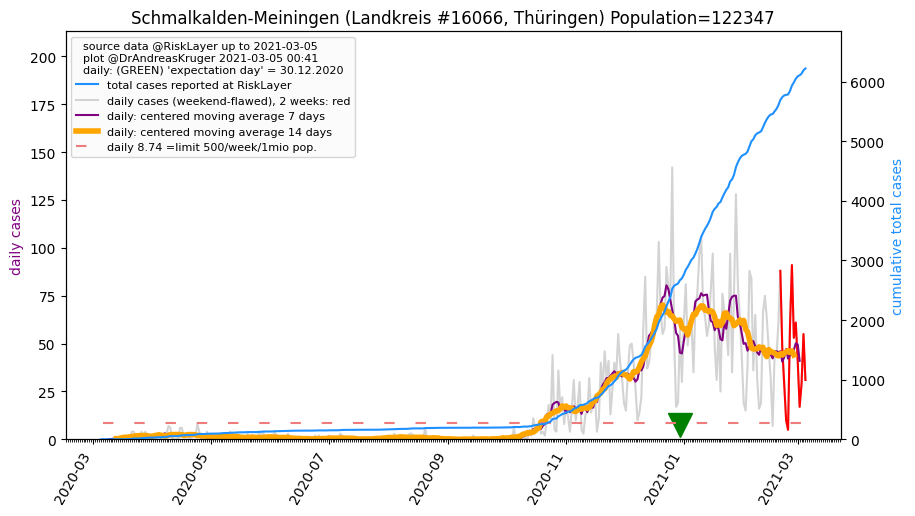 Schmalkalden-Meiningen (Landkreis #16066, Thüringen) Population=122347
source data @RiskLayer up to 2021-03-05
plot @DrAndreasKruger 2021-03-05 00:41
daily: (GREEN) 'expectation day' = 30.12.2020
total cases reported at RiskLayer
daily cases (weekend-flawed), 2 weeks: red
daily: centered moving average 7 days
daily: centered moving average 14 days
daily 8.74 =limit 500/week/1mio pop.
daily cases
200
175
150
125
100
75
50
25
0
cumulative total cases
6000
5000
4000
3000
2000
1000
0
2020-03
2020-05
2020-07
2020-09
2020-11
2021-01
2021-03